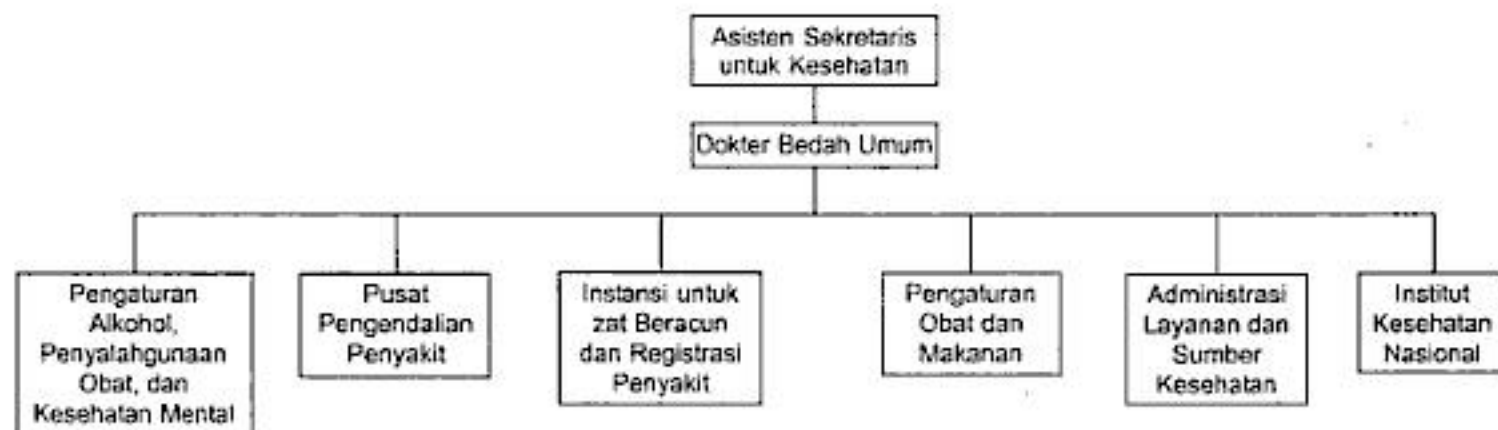 Asisten Sekretaris
untuk Kesehatan
Dokter Bedah Umum
Pengaturan
Alkohol,
Penyalahgunaan
Obat, dan
Kesehatan Mental
Pusat
Pengendalian
Penyakit
Instansi untuk
zat Beracun
dan Registrasi
Penyakit
Pengaturan
Obat dan
Makanan
Administrasi
Layanan dan
Sumber
Kesehatan
Institut
Kesehatan
Nasional